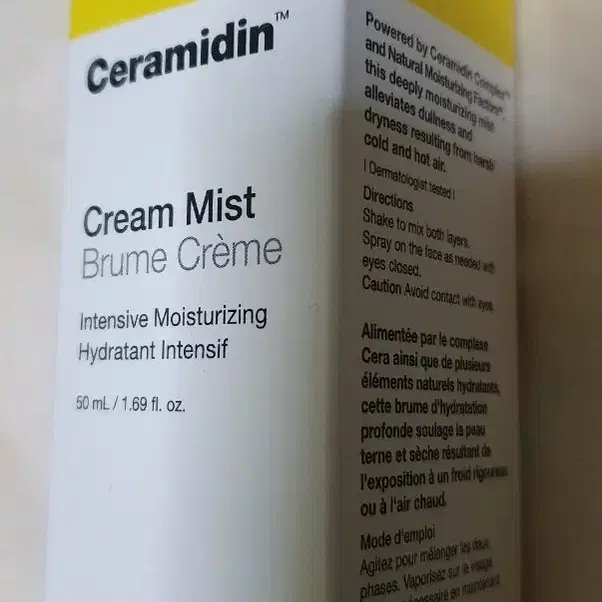 Ceramidin™
Cream Mist
Brume Crème
Intensive Moisturizing
Hydratant Intensif
50 mL / 1.69 fl. oz.
Powered by Ceramidin Complex™
and Natural Moisturizing Factors,
this deeply moisturizing mist
alleviates dullness and
dryness resulting from harsh
cold and hot air.
| Dermatologist tested |
Directions
Shake to mix both layers.
Spray on the face as needed with
eyes closed.
Caution Avoid contact with eyes.
Alimentée par le complexe
Cera ainsi que de plusieurs
éléments naturels hydratants,
cette brume d'hydratation
profonde soulage la peau
terne et sèche résultant de
l'exposition à un froid rigoureux
ou à l'air chaud.
Mode d'emploi
Agitez pour mélanger les deux
phases. Vaporisez sur le visage
nécessaire en maintenant